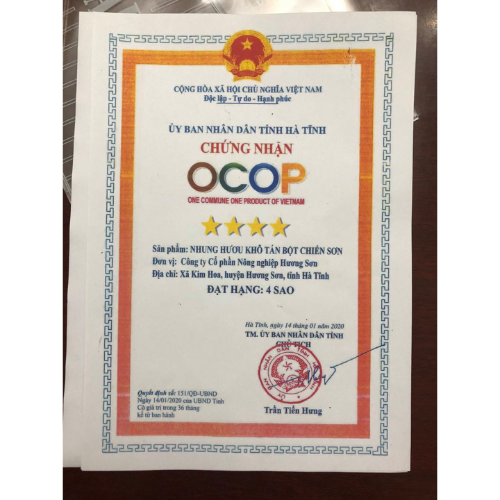 CỘNG HÒA XÃ HỘI CHỦ NGHĨA VIỆT NAM
Độc lập - Tự do - Hạnh phúc
ỦY BAN NHÂN DÂN TỈNH HÀ TĨNH
CHỨNG NHẬN
OCOP
ONE COMMUNE ONE PRODUCT OF VIETNAM
Sản phẩm: NHUNG HƯƠU KHÔ TÁN BỘT CHIẾN SƠN
Đơn vị: Công ty Cổ phần Nông nghiệp Hương Sơn
Địa chỉ: Xã Kim Hoa, huyện Hương Sơn, tỉnh Hà Tĩnh
ĐẠT HẠNG: 4 SAO
Hà Tĩnh, ngày 14 tháng 01 năm 2020
TM. ỦY BAN NHÂN DÂN TỈNH
CHỦ TỊCH
Trần Tiến Hưng
Quyết định số: 151/QĐ-UBND
Ngày 14/01/2020 của UBND Tỉnh
Có giá trị trong 36 tháng
kể từ ban hành